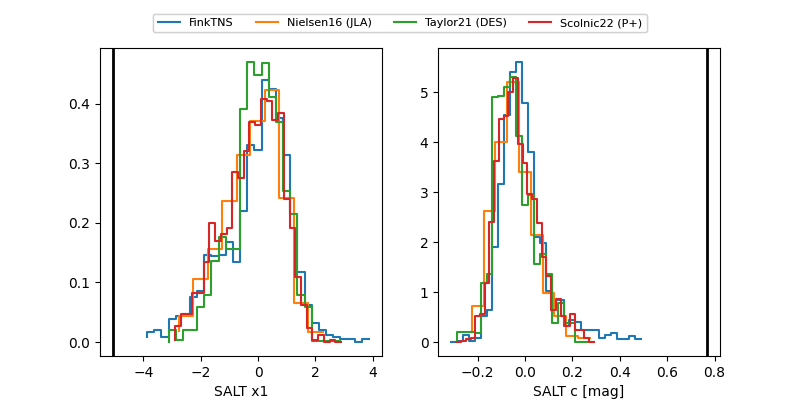 FinkTNS Nielsen16 (JLA) Taylor21 (DES) Scolnic22 (P+)
0.4
0.3
0.2
0.1
0.0
−4 −2 0 2 4
SALT x1
5
4
3
2
1
0
−0.2 0.0 0.2 0.4 0.6 0.8
SALT c [mag]